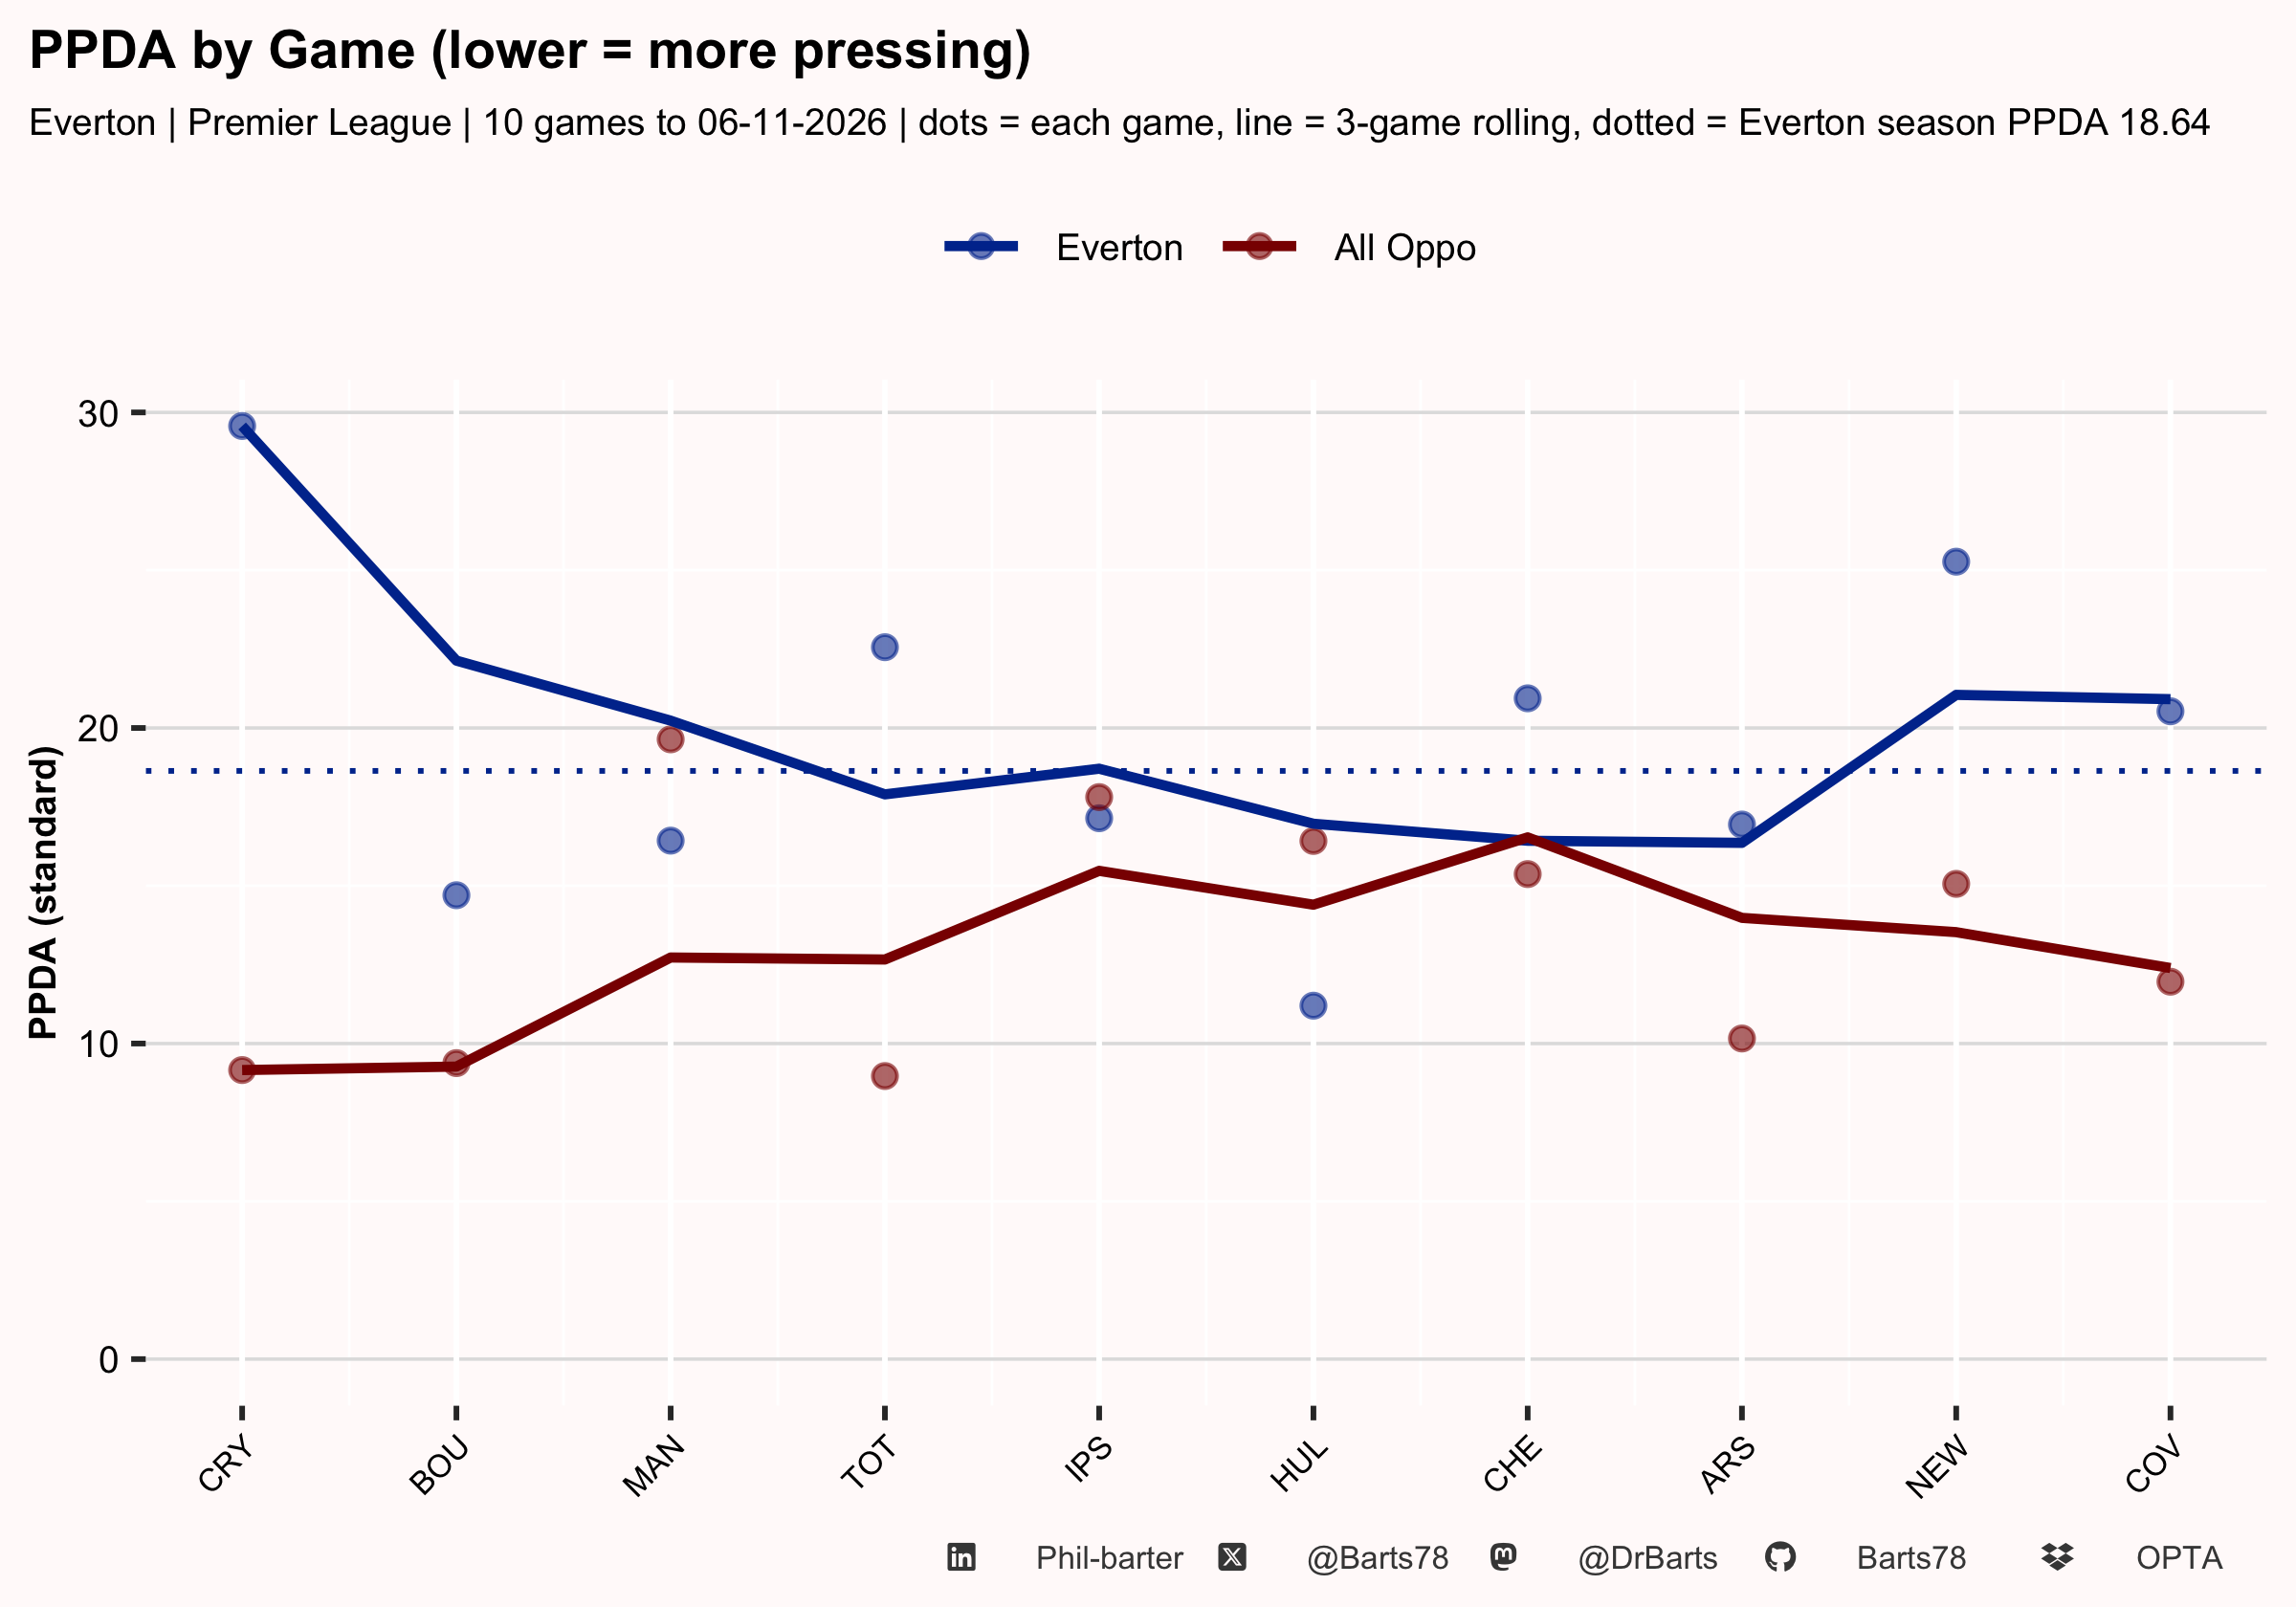 PPDA by Game (lower = more pressing)
Everton | Premier League | 10 games to 06-11-2026 | dots = each game, line = 3-game rolling, dotted = Everton season PPDA 18.64
Everton All Oppo
PPDA (standard)
30
20
10
0
CRY BOU MAN TOT IPS HUL CHE ARS NEW COV
Phil-barter @Barts78 @DrBarts Barts78 OPTA